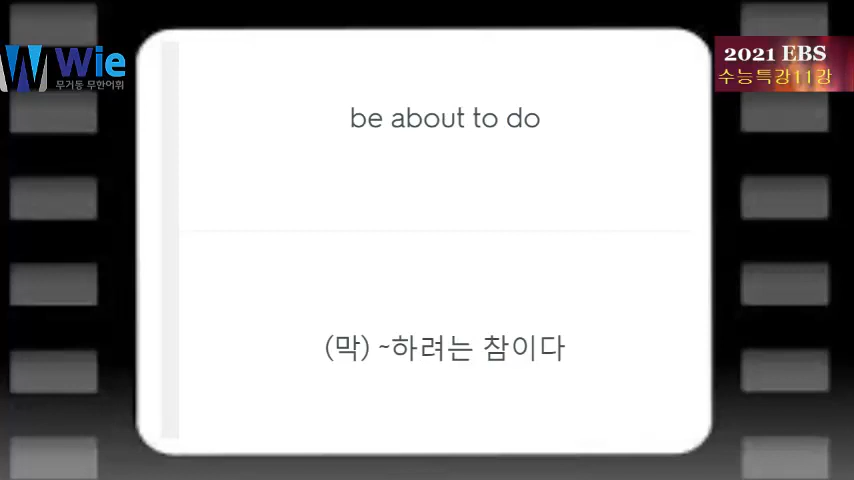 Wie
무거동 무한어휘
2021 EBS
수능특강11강
be about to do
(막) ~하려는 참이다